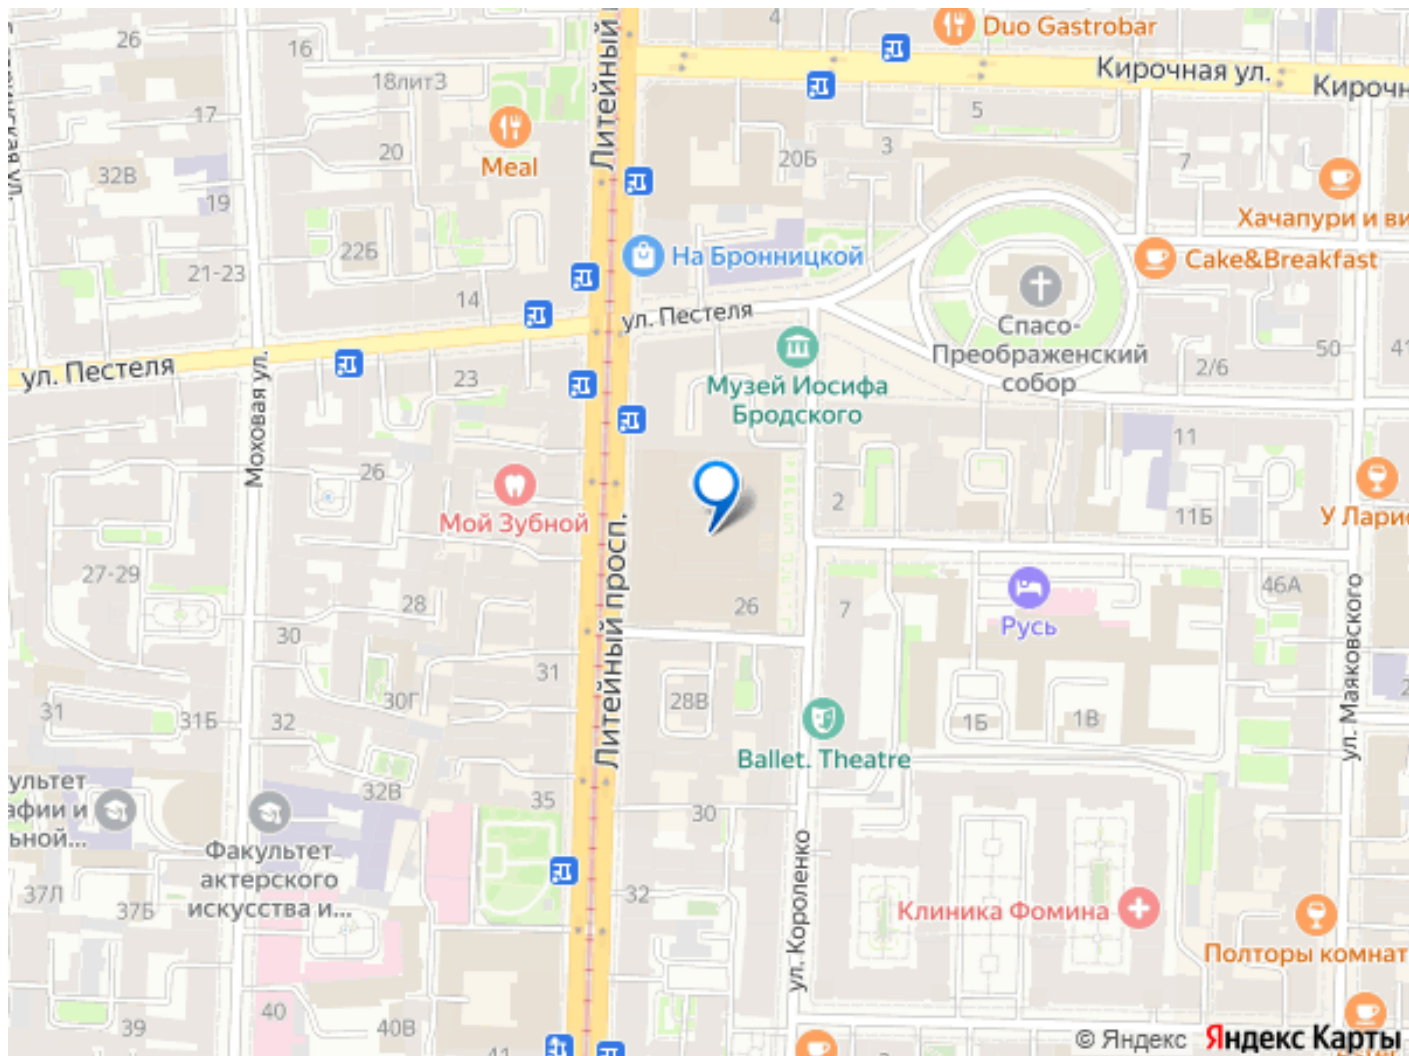 26
16
4
Duo Gastrobar
Кирочная ул.
18лит3
17
5
20
Meal
Литейный
20Б
3
7
32В
19
Хачапури и ви
22Б
На Бронницкой
Cake&Breakfast
21-23
14
ул. Пестеля
Спасо-
Преображенский
собор
ул. Пестеля
23
Музей Иосифа
Бродского
50
41
2/6
Моховая ул.
26
11
Мой Зубной
2
11Б
У Ларис
27-29
28
26
7
Русь
46А
30
Литейный просп.
31
ул. Маяковского
30Г
28В
31
31Б
32
1Б
1В
Ballet. Theatre
32В
35
30
Факультет
актерского
искусства и...
37Л
37Б
32
ул. Короленко
Клиника Фомина
Полторы комнат
39
40
40В
© Яндекс Яндекс Карты